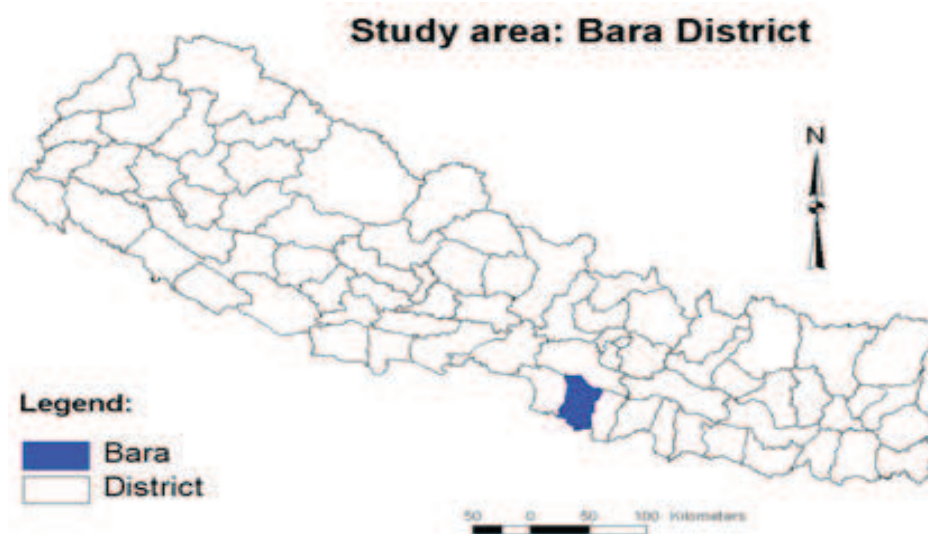 Study area: Bara District
N
Legend:
Bara
District
50 0 50 100 Kilometers